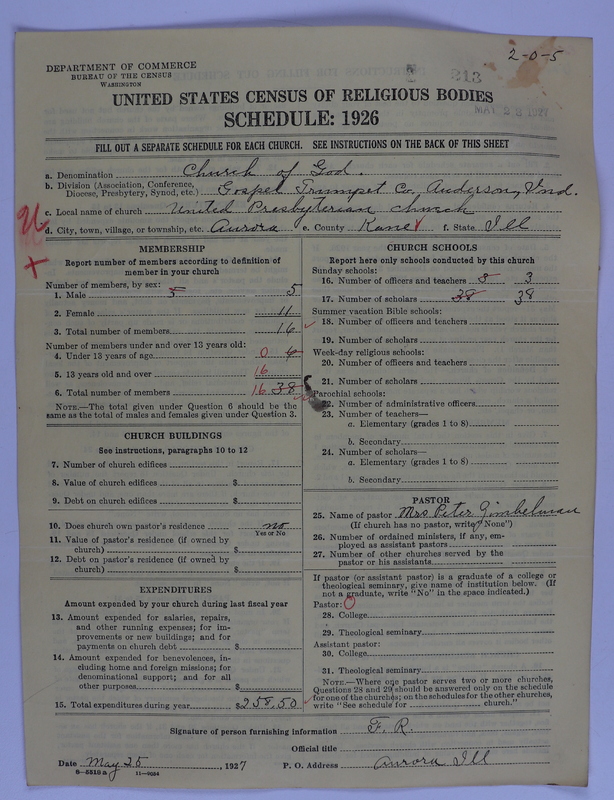 2-0-5
DEPARTMENT OF COMMERCE
BUREAU OF THE CENSUS
WASHINGTON
213
MAY 2 1927
UNITED STATES CENSUS OF RELIGIOUS BODIES
SCHEDULE: 1926
FILL OUT A SEPARATE SCHEDULE FOR EACH CHURCH. SEE INSTRUCTIONS ON THE BACK OF THIS SHEET
a. Denomination Church of God.
b. Division (Association, Conference, Diocese, Presbytery, Synod, etc.) Gospel Trumpet Co. Anderson, Ind.
c. Local name of church United Presbyterian church
d. City, town, village, or township, etc. Aurora e. County Kane f. State Ill
MEMBERSHIP
Report number of members according to definition of
member in your church
Number of members, by sex:
1. Male 5 5
2. Female 11
3. Total number of members 16
Number of members under and over 13 years old:
4. Under 13 years of age 0
5. 13 years old and over 16
6. Total number of members 16 38
NOTE.—The total given under Question 6 should be the
same as the total of males and females given under Question 3.
CHURCH BUILDINGS
See instructions, paragraphs 10 to 12
7. Number of church edifices
8. Value of church edifices $
9. Debt on church edifices $
10. Does church own pastor's residence no
Yes or No
11. Value of pastor's residence (if owned by
church) $
12. Debt on pastor's residence (if owned by
church) $
EXPENDITURES
Amount expended by your church during last fiscal year
13. Amount expended for salaries, repairs,
and other running expenses; for im-
provements or new buildings; and for
payments on church debt $
14. Amount expended for benevolences, in-
cluding home and foreign missions; for
denominational support; and for all
other purposes $
15. Total expenditures during year $258.50
CHURCH SCHOOLS
Report here only schools conducted by this church
Sunday schools:
16. Number of officers and teachers 3 3
17. Number of scholars 38 38
Summer vacation Bible schools:
18. Number of officers and teachers
19. Number of scholars
Week-day religious schools:
20. Number of officers and teachers
21. Number of scholars
Parochial schools:
22. Number of administrative officers
23. Number of teachers—
a. Elementary (grades 1 to 8)
b. Secondary
24. Number of scholars—
a. Elementary (grades 1 to 8)
b. Secondary
PASTOR
25. Name of pastor Mrs Peter Gimbelman
(If church has no pastor, write "None")
26. Number of ordained ministers, if any, em-
ployed as assistant pastors
27. Number of other churches served by the
pastor or his assistants
If pastor (or assistant pastor) is a graduate of a college or
theological seminary, give name of institution below. (If
not a graduate, write "No" in the space indicated.)
Pastor: 0
28. College
29. Theological seminary
Assistant pastor:
30. College
31. Theological seminary
NOTE.—Where one pastor serves two or more churches,
Questions 28 and 29 should be answered only on the schedule
for one of the churches; on the schedules for the other churches,
write "See schedule for church."
Signature of person furnishing information F. R.
Official title
Date May 25, 1927 P. O. Address Aurora Ill
8-5519a 11-9054